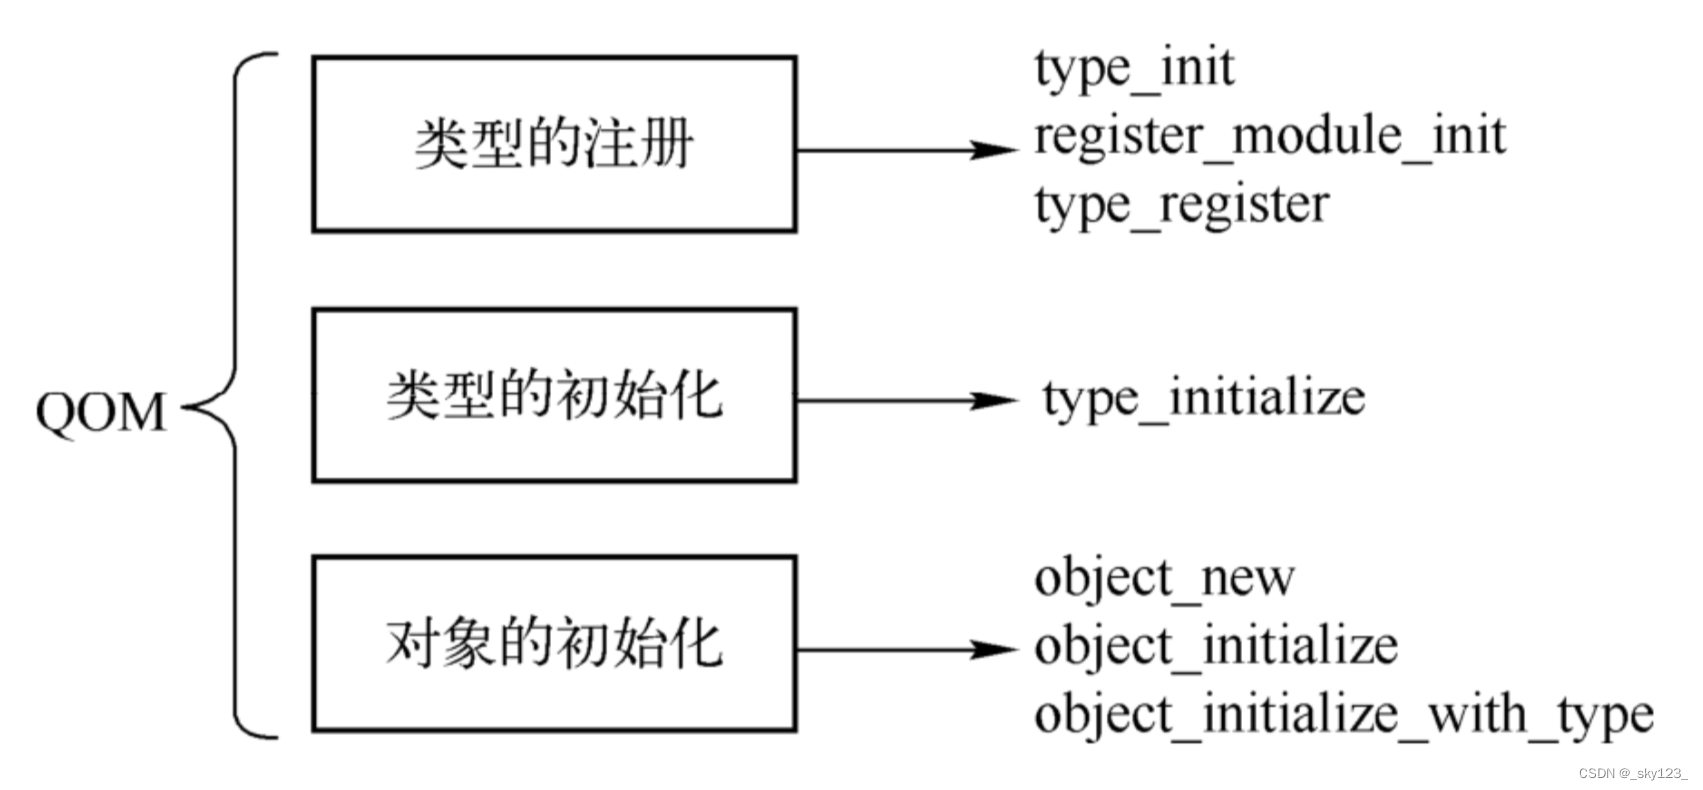 类型的注册
type_init
register_module_init
type_register
QOM
类型的初始化
type_initialize
对象的初始化
object_new
object_initialize
object_initialize_with_type
CSDN @_sky123_